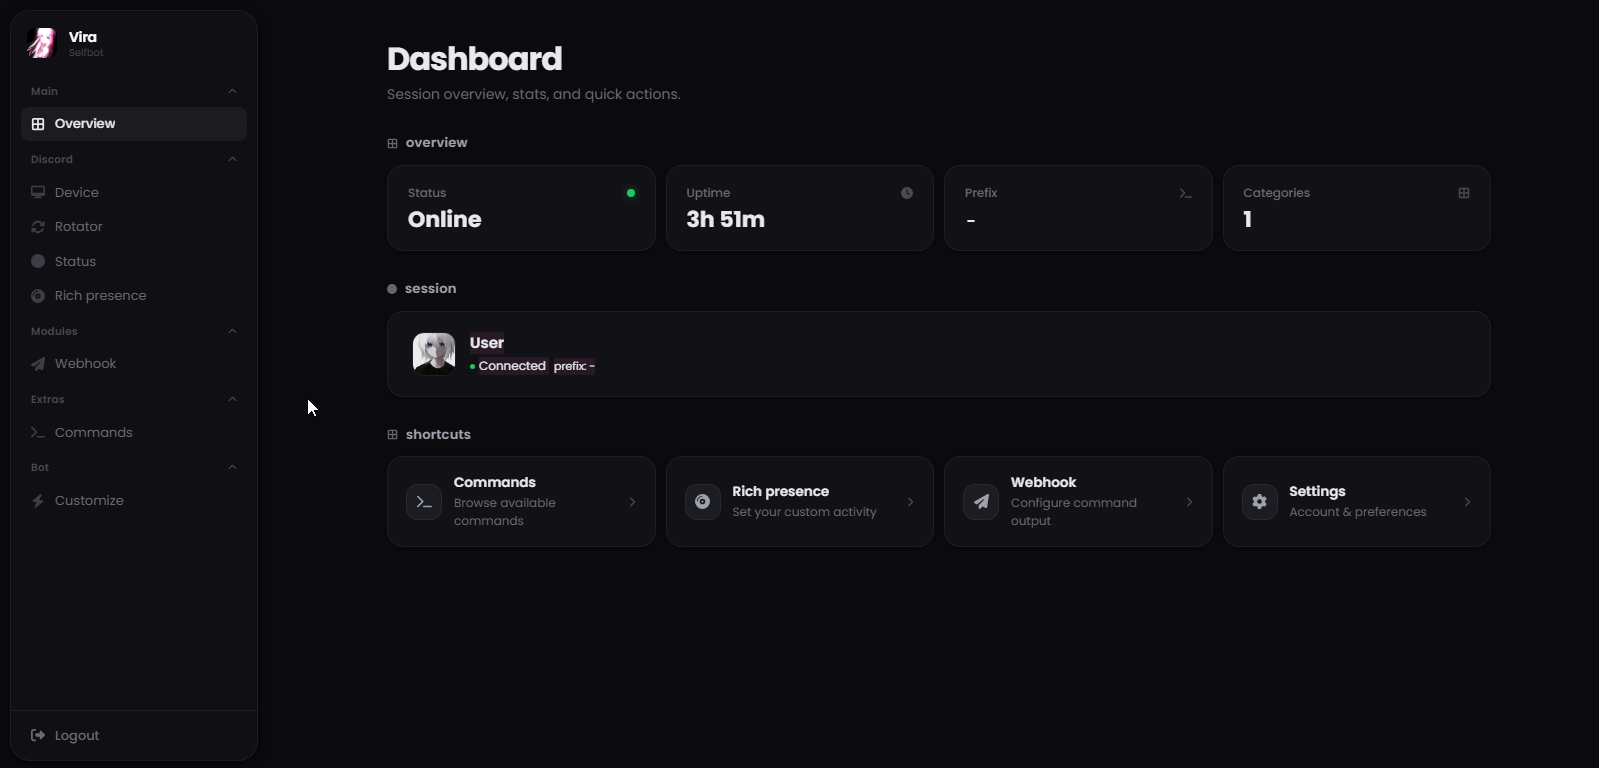 Vira
Selfbot
Main
Overview
Discord
Device
Rotator
Status
Rich presence
Modules
Webhook
Extras
Commands
Bot
Customize
Logout
Dashboard
Session overview, stats, and quick actions.
overview
Status
Online
Uptime
3h 51m
Prefix
-
Categories
1
session
User
Connected prefix: -
shortcuts
Commands
Browse available
commands
Rich presence
Set your custom activity
Webhook
Configure command
output
Settings
Account & preferences